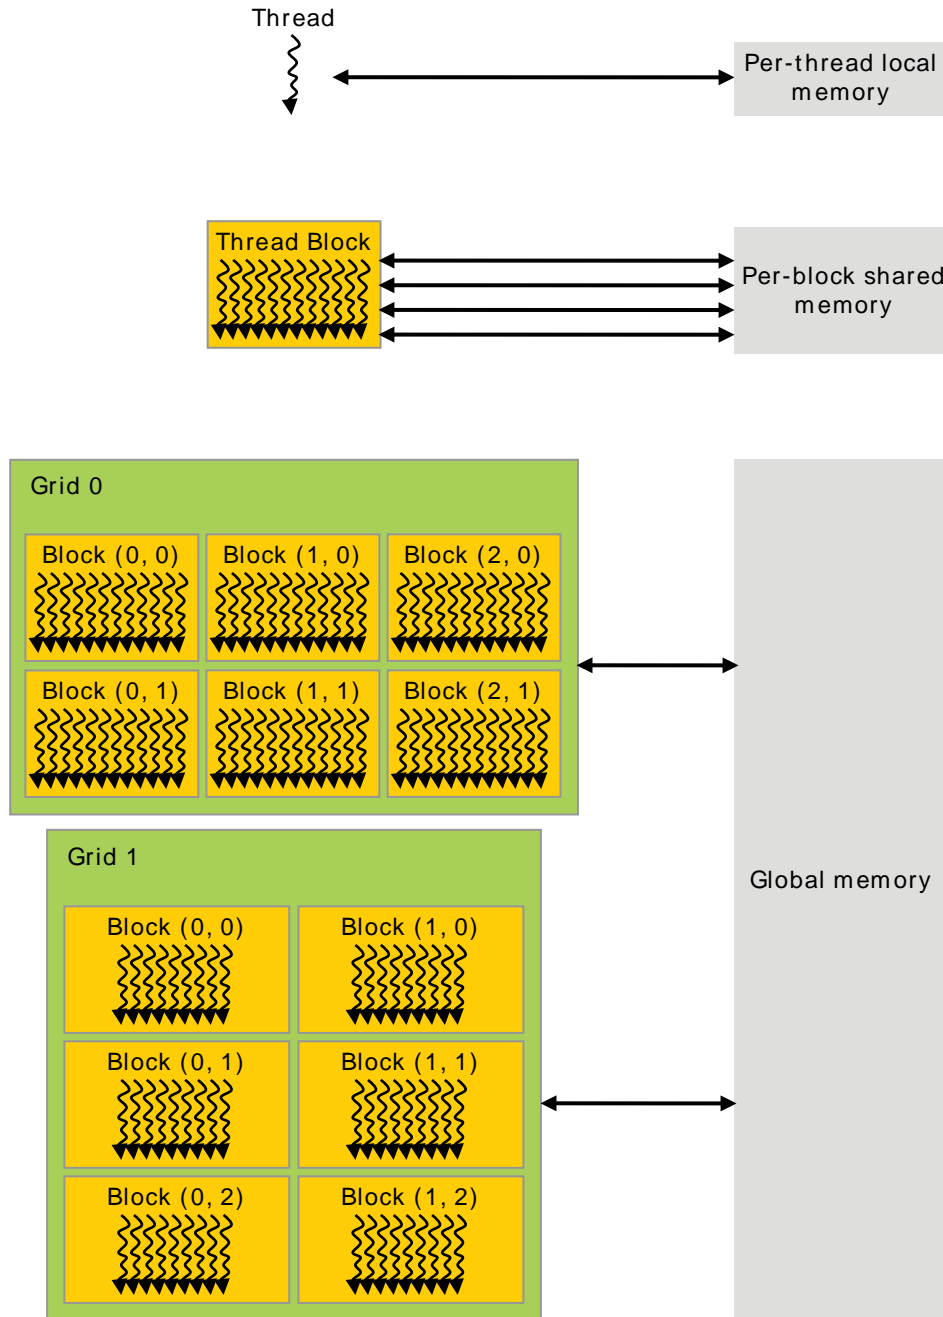 Thread
Per-thread local
memory
Thread Block
Per-block shared
memory
Grid 0
Block (0, 0)
Block (1, 0)
Block (2, 0)
Block (0, 1)
Block (1, 1)
Block (2, 1)
Global memory
Grid 1
Block (0, 0)
Block (1, 0)
Block (0, 1)
Block (1, 1)
Block (0, 2)
Block (1, 2)